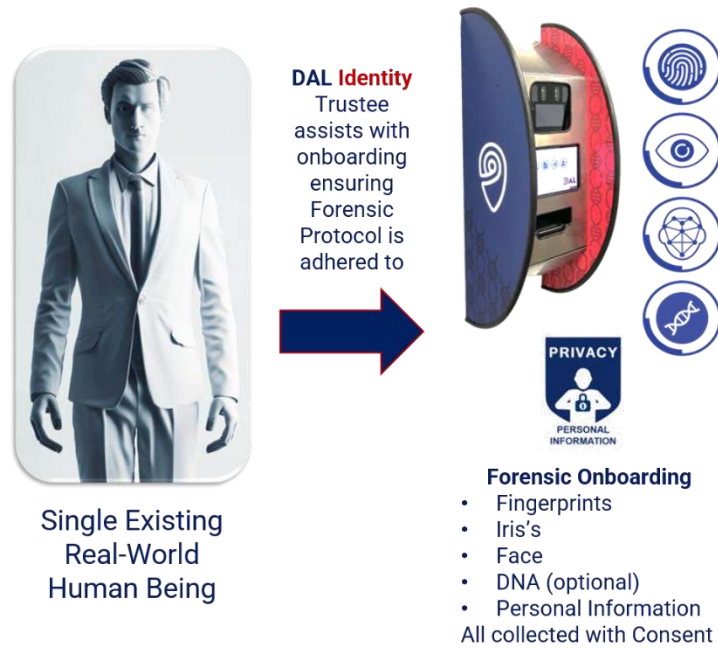 DAL Identity
Trustee
assists with
onboarding
ensuring
Forensic
Protocol is
adhered to
Single Existing
Real-World
Human Being
DAL
PRIVACY
PERSONAL
INFORMATION
Forensic Onboarding
• Fingerprints
• Iris's
• Face
• DNA (optional)
• Personal Information
All collected with Consent